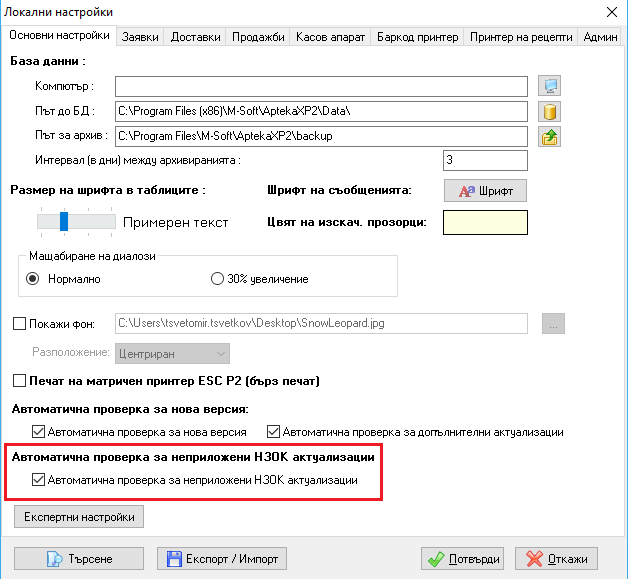 Локални настройки
Основни настройки Заявки Доставки Продажби Касов апарат Баркод принтер Принтер на рецепти Админ
База данни :
Компютър :
Път до БД : C:\Program Files (x86)\M-Soft\AptekaXP2\Data\
Път за архив : C:\Program Files\M-Soft\AptekaXP2\backup
Интервал (в дни) между архивиранията : 3
Размер на шрифта в таблиците : Шрифт на съобщенията: Шрифт
Примерен текст Цвят на изскач. прозорци:
Мащабиране на диалози
Нормално 30% увеличение
Покажи фон: C:\Users\tsvetomir.tsvetkov\Desktop\SnowLeopard.jpg ...
Разположение: Центриран
Печат на матричен принтер ESC P2 (бърз печат)
Автоматична проверка за нова версия:
Автоматична проверка за нова версия Автоматична проверка за допълнителни актуализации
Автоматична проверка за неприложени НЗОК актуализации
Автоматична проверка за неприложени НЗОК актуализации
Експертни настройки
Търсене Експорт / Импорт Потвърди Откажи